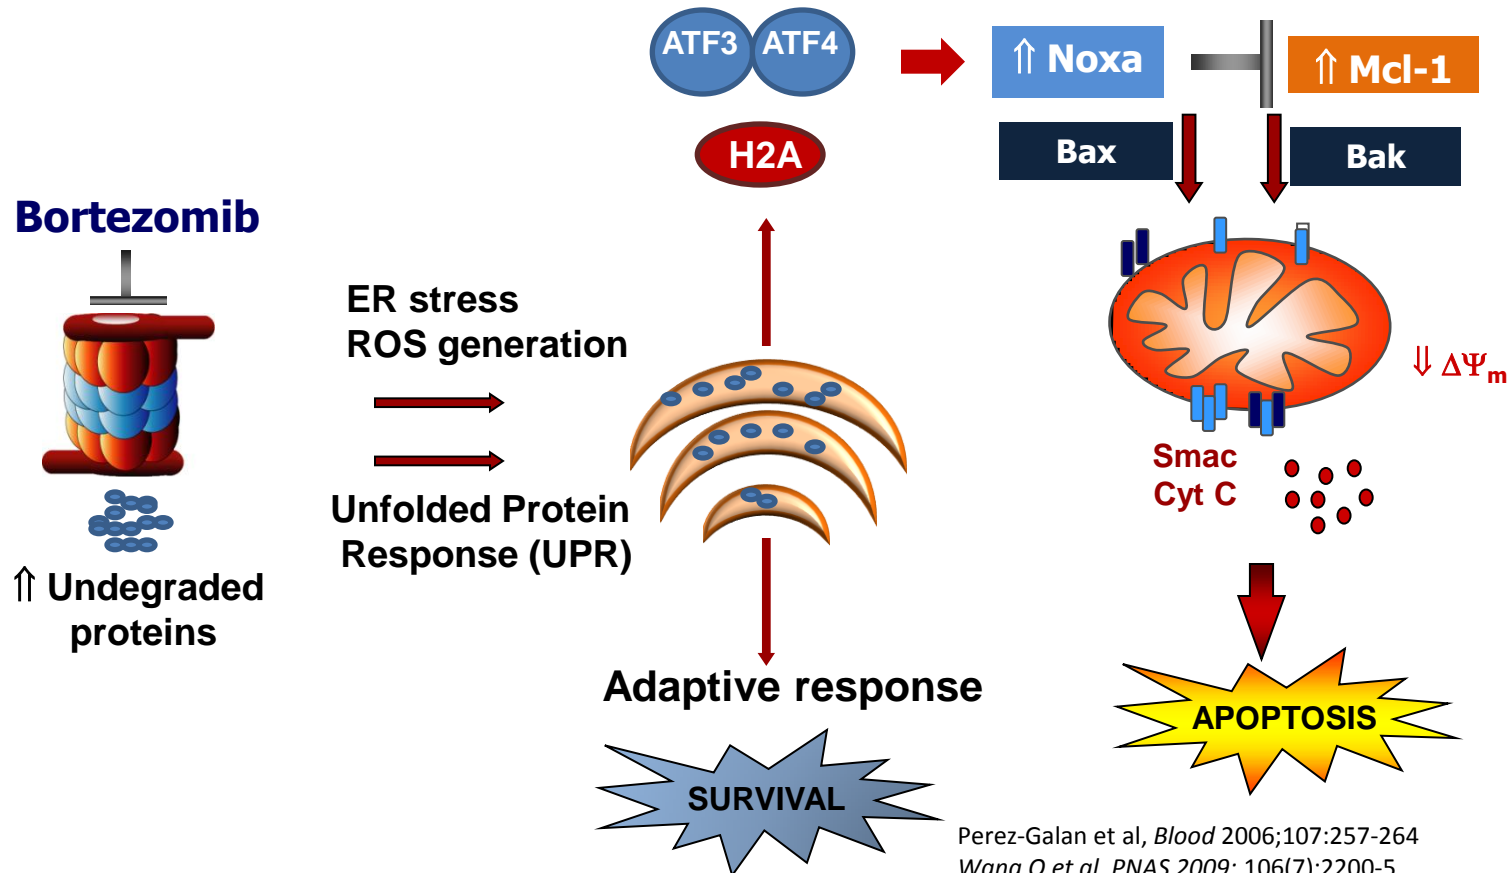 ATF3 ATF4
⇑ Noxa
⇑ Mcl-1
H2A
Bax
Bak
Bortezomib
ER stress
ROS generation
⇓ ΔΨm
Smac
Cyt C
Unfolded Protein
Response (UPR)
⇑ Undegraded
proteins
Adaptive response
APOPTOSIS
SURVIVAL
Perez-Galan et al, Blood 2006;107:257-264
Wang Q et al, PNAS 2009; 106(7):2200-5